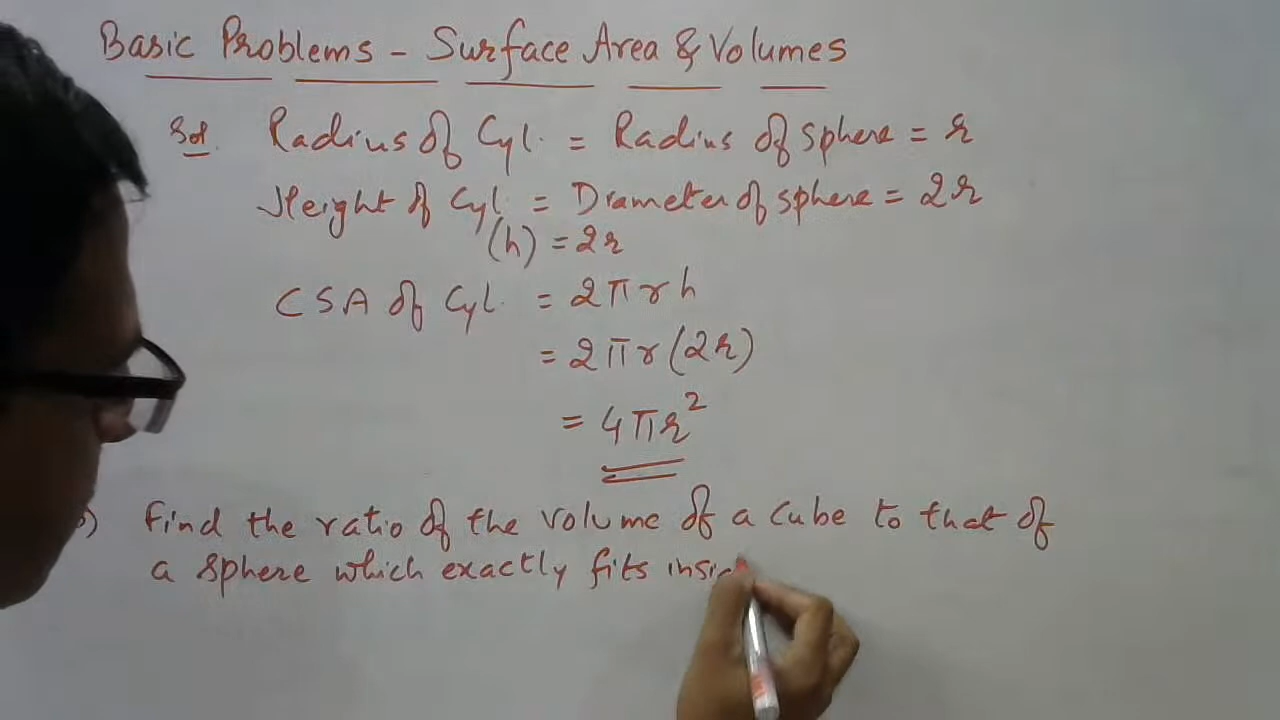 Basic Problems - Surface Area & Volumes
Sol. Radius of Cyl. = Radius of sphere = r
Height of Cyl. = Diameter of sphere = 2r
(h) = 2r
CSA of Cyl. = 2πrh
= 2πr(2r)
= 4πr²
) Find the ratio of the volume of a cube to that of
a sphere which exactly fits